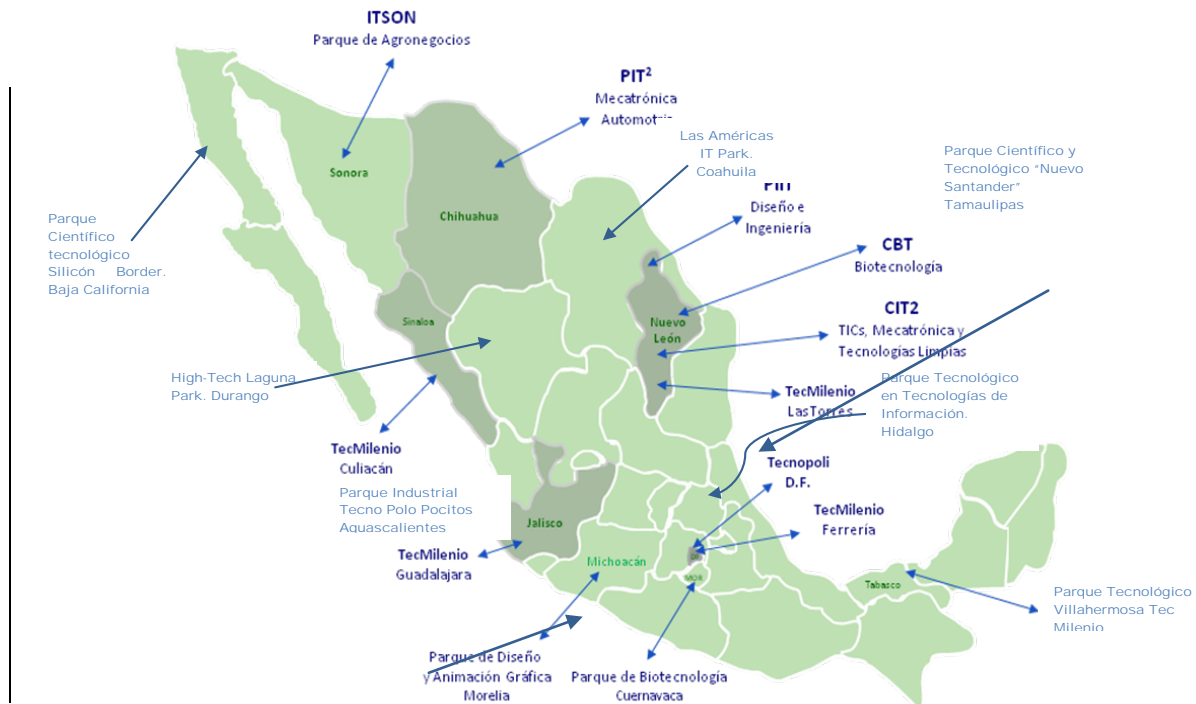 ITSON
Parque de Agronegocios
PIT²
Mecatrónica
Las Américas
IT Park.
Coahuila
Parque Científico y
Tecnológico "Nuevo
Santander"
Tamaulipas
Sonora
Chihuahua
Diseño e
Ingeniería
Parque
Científico
tecnológico
Silicón Border.
Baja California
CBT
Biotecnología
CIT2
TICs, Mecatrónica y
Tecnologías Limpias
Sinaloa
Nuevo
León
High-Tech Laguna
Park. Durango
Parque Tecnológico
en Tecnologías de
Información.
Hidalgo
TecMilenio
Las Torres
TecMilenio
Culiacán
Tecnopoli
D.F.
Parque Industrial
Tecno Polo Pocitos
Aguascalientes
TecMilenio
Ferrería
Jalisco
TecMilenio
Guadalajara
Michoacán
MOR
Tabasco
Parque Tecnológico
Villahermosa Tec
Milenio
Parque de Diseño
y Animación Gráfica
Morelia
Parque de Biotecnología
Cuernavaca